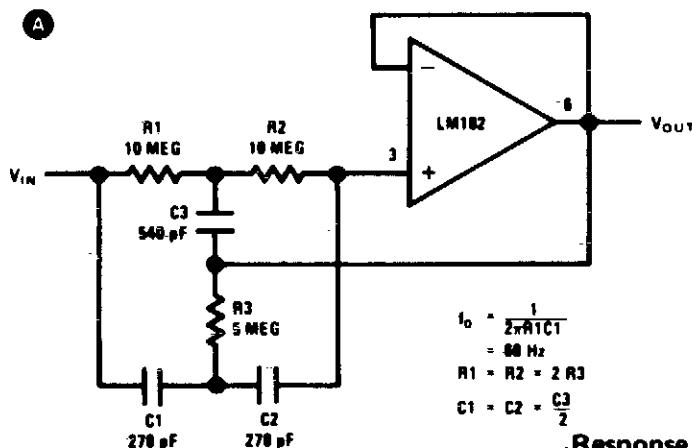 A
R1
10 MEG
R2
10 MEG
VIN
C3
540 pF
R3
5 MEG
C1
270 pF
C2
270 pF
3
LM102
6
VOUT
f0 = 1 / 2πR1C1
= 60 Hz
R1 = R2 = 2 R3
C1 = C2 = C3 / 2
Response